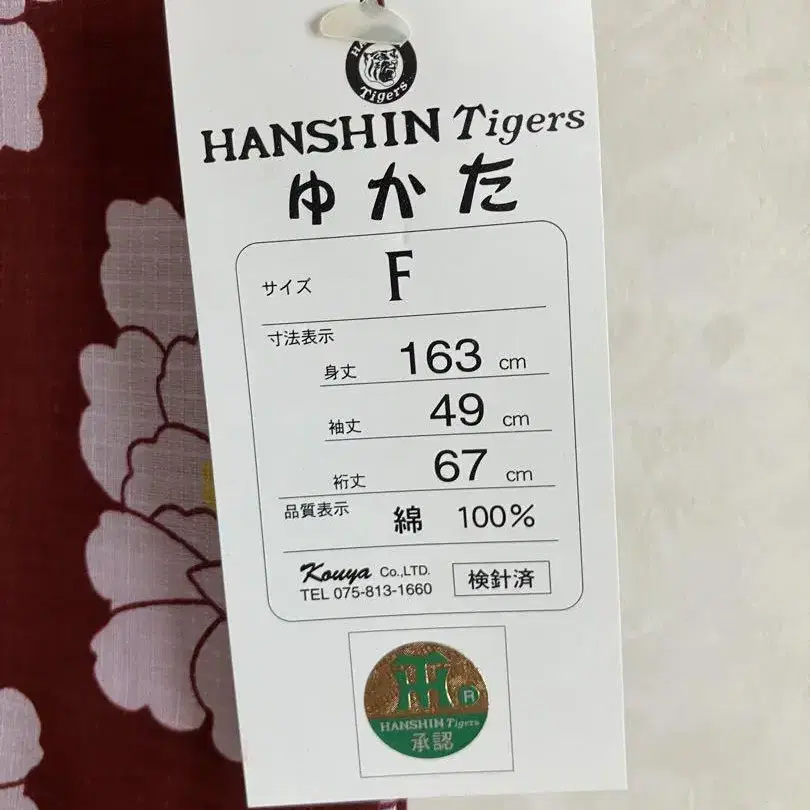 Tigers
HANSHIN Tigers
ゆかた
サイズ F
寸法表示
身丈 163 cm
袖丈 49 cm
裄丈 67 cm
品質表示 綿 100%
Kouya Co.,LTD.
TEL 075-813-1660
検針済
R
HANSHIN Tigers
承認